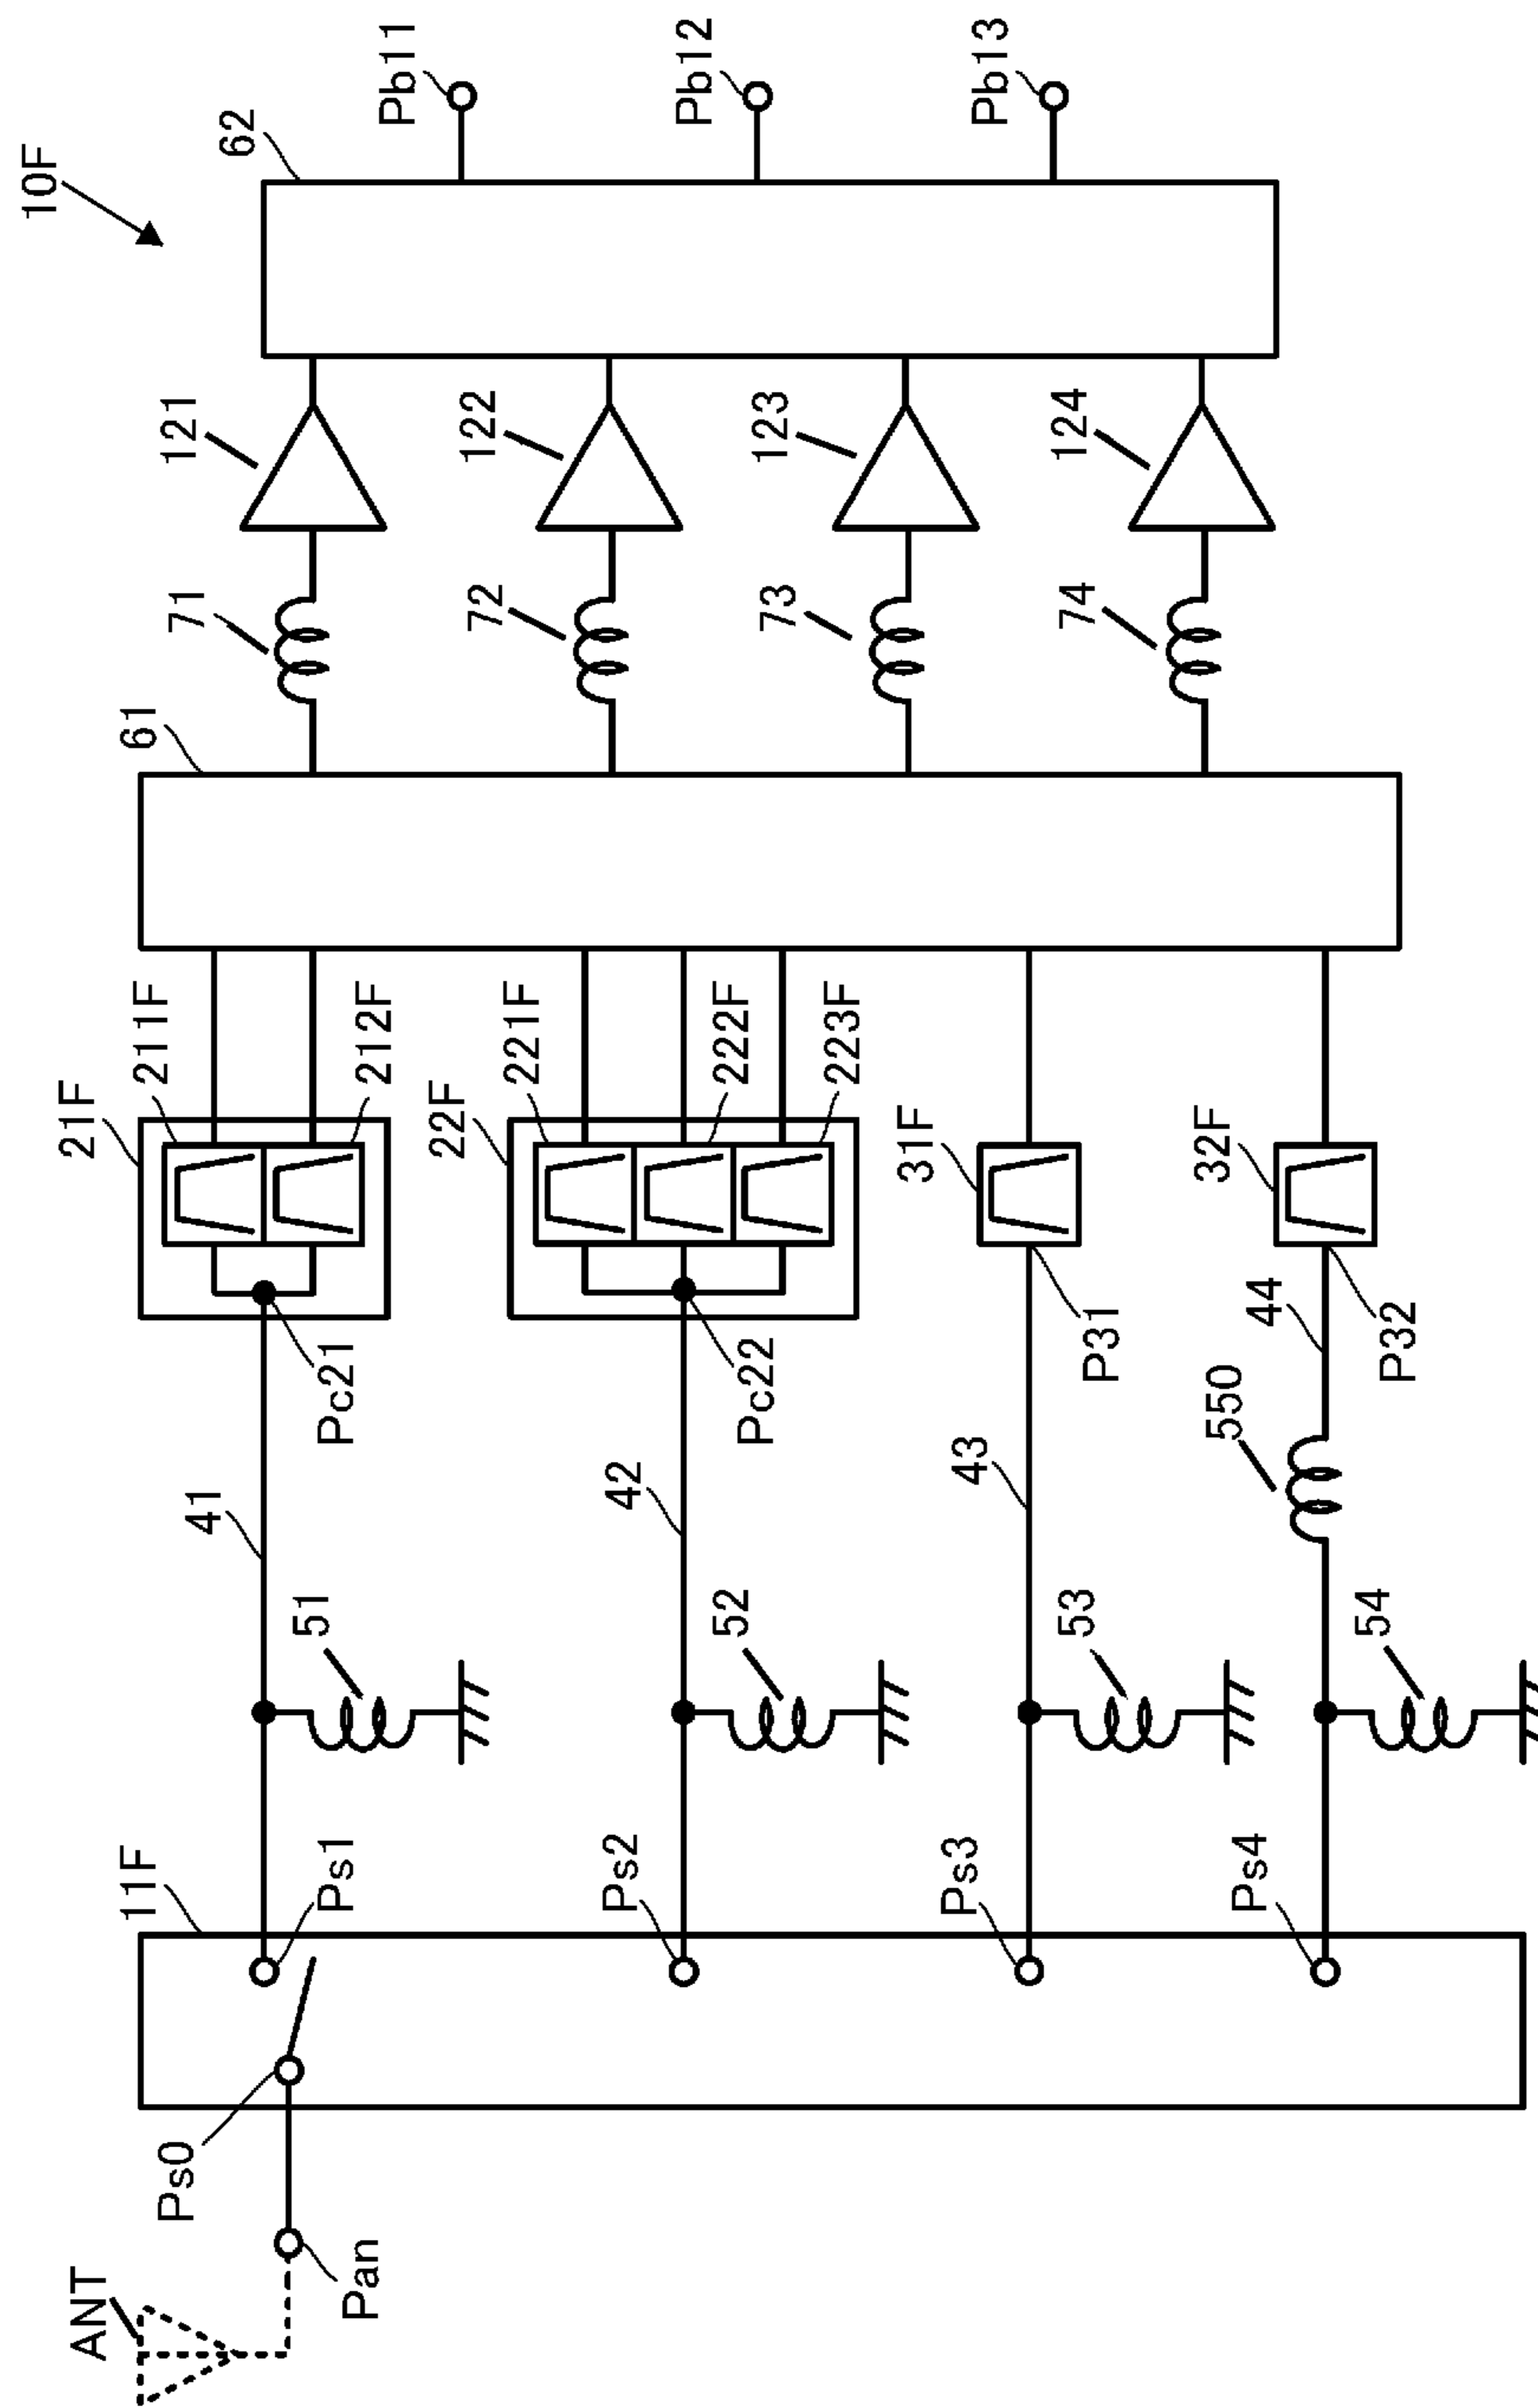 10F
ANT
Pan
Ps0
11F
Ps1
Ps2
Ps3
Ps4
51
52
53
54
41
42
43
44
550
Pc21
Pc22
P31
P32
21F
211F
212F
22F
221F
222F
223F
31F
32F
61
71
72
73
74
121
122
123
124
62
Pb11
Pb12
Pb13